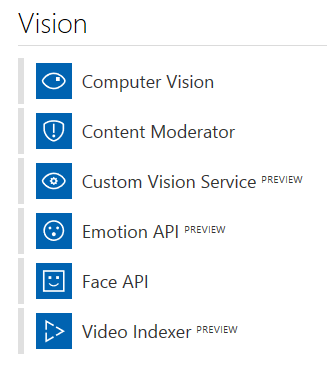 Vision
Computer Vision
Content Moderator
Custom Vision Service PREVIEW
Emotion API PREVIEW
Face API
Video Indexer PREVIEW